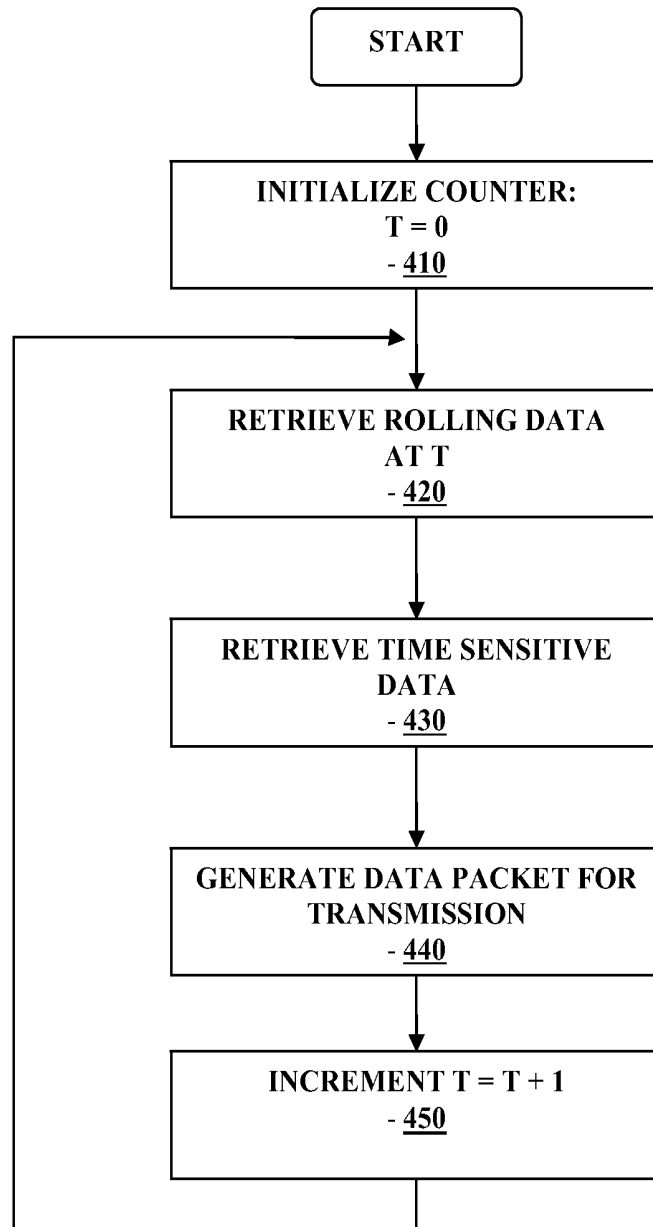 START
INITIALIZE COUNTER:
T = 0
- 410
RETRIEVE ROLLING DATA
AT T
- 420
RETRIEVE TIME SENSITIVE
DATA
- 430
GENERATE DATA PACKET FOR
TRANSMISSION
- 440
INCREMENT T = T + 1
- 450